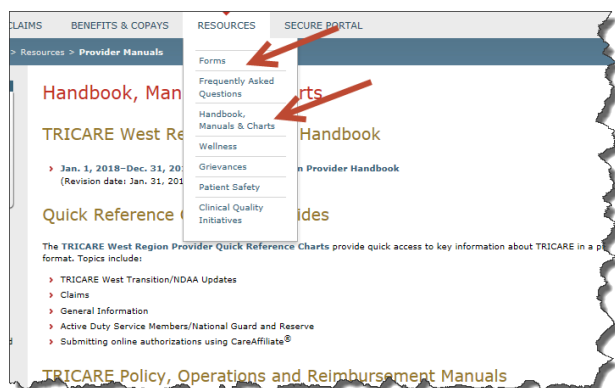 CLAIMS BENEFITS & COPAYS RESOURCES SECURE PORTAL
> Resources > Provider Manuals
Forms
Frequently Asked
Questions
Handbook,
Manuals & Charts
Wellness
Grievances
Patient Safety
Clinical Quality
Initiatives
Handbook, Man rts
TRICARE West Re Handbook
Jan. 1, 2018–Dec. 31, 20 n Provider Handbook
(Revision date: Jan. 31, 201
Quick Reference ides
The TRICARE West Region Provider Quick Reference Charts provide quick access to key information about TRICARE in a
format. Topics include:
TRICARE West Transition/NDAA Updates
Claims
General Information
Active Duty Service Members/National Guard and Reserve
Submitting online authorizations using CareAffiliate®
TRICARE Policy, Operations and Reimbursement Manuals